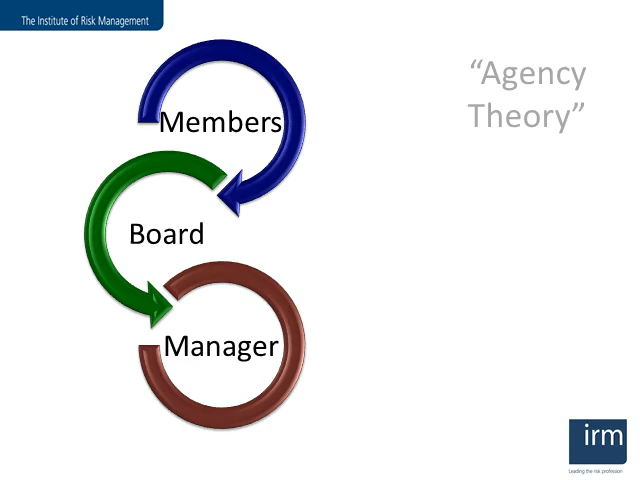 The Institute of Risk Management
“Agency
Theory”
Members
Board
Manager
irm
Leading the risk profession